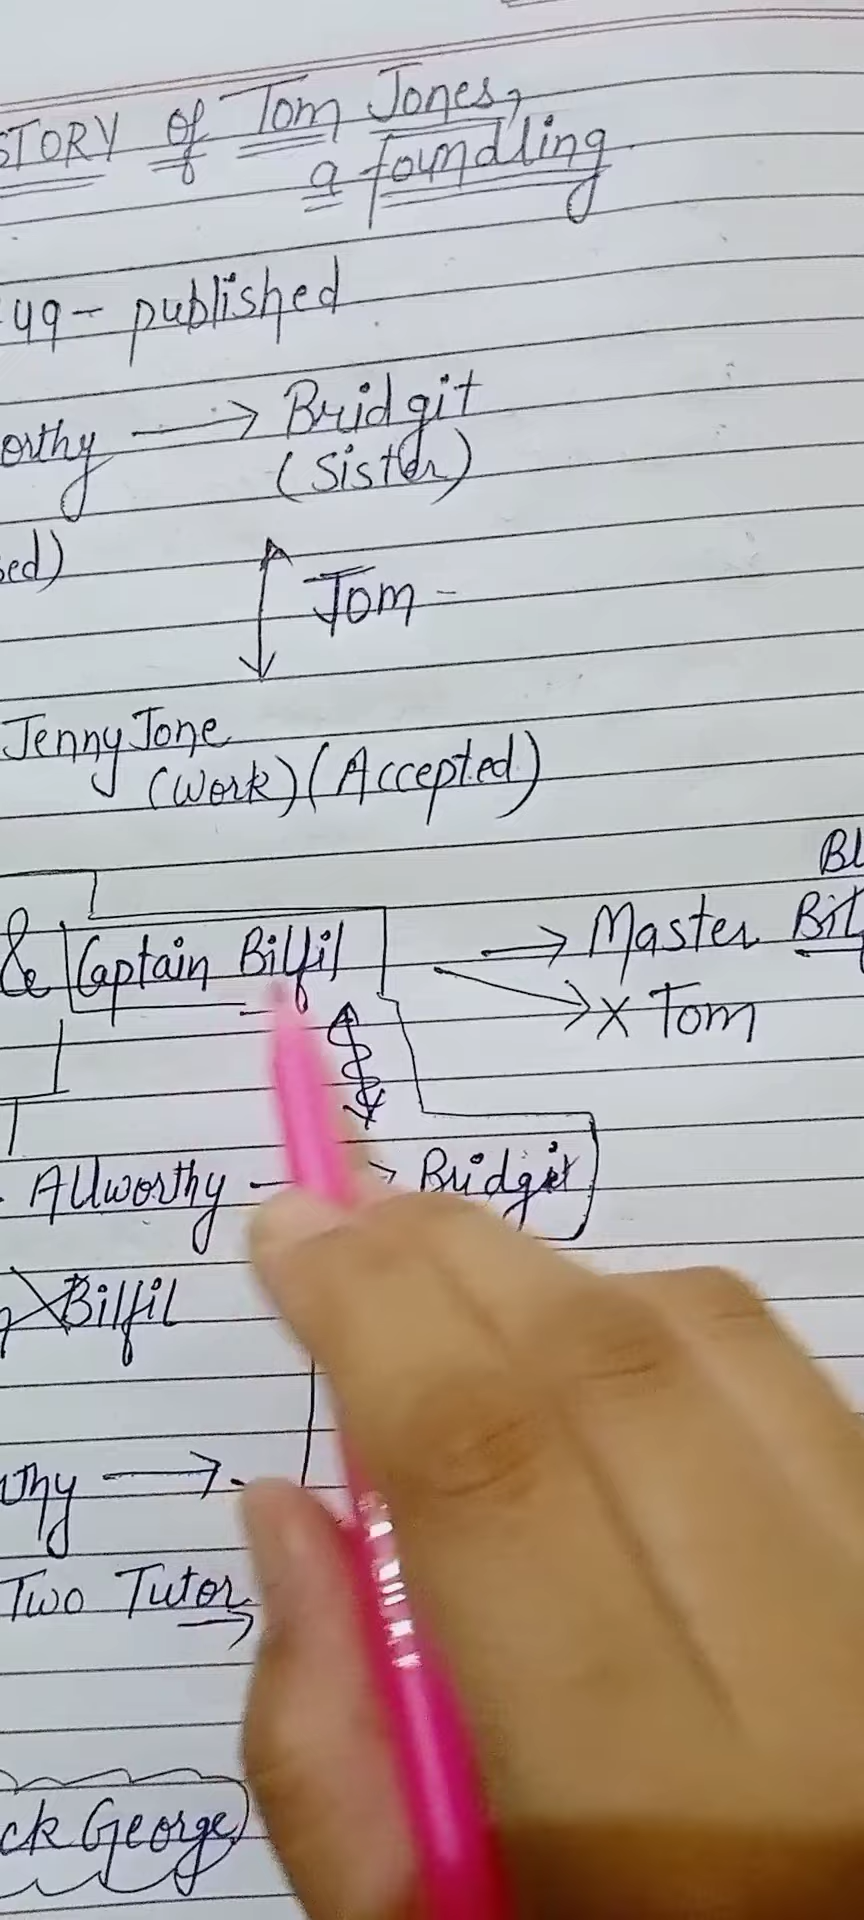 STORY of Tom Jones,
a foundling
49- published
orthy → Bridgit
(Sister)
sed)
Tom -
Jenny Jone
(Work) (Accepted)
Bl
& Captain Bilfil → Master Bil
x Tom
Allworthy → Bridgit
Bilfil
thy →
Two Tutor
ck George